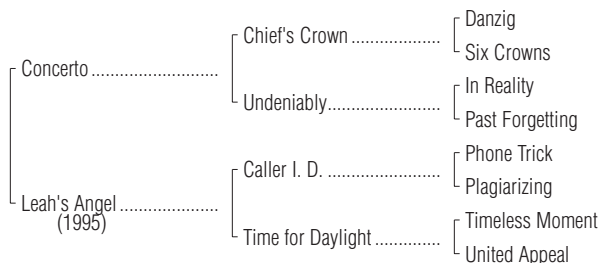 Danzig
Chief's Crown ...................
Six Crowns
Concerto ...........................
In Reality
Undeniably........................
Past Forgetting
Phone Trick
Caller I. D. .......................
Plagiarizing
Leah's Angel .....................
(1995)
Timeless Moment
Time for Daylight ................
United Appeal